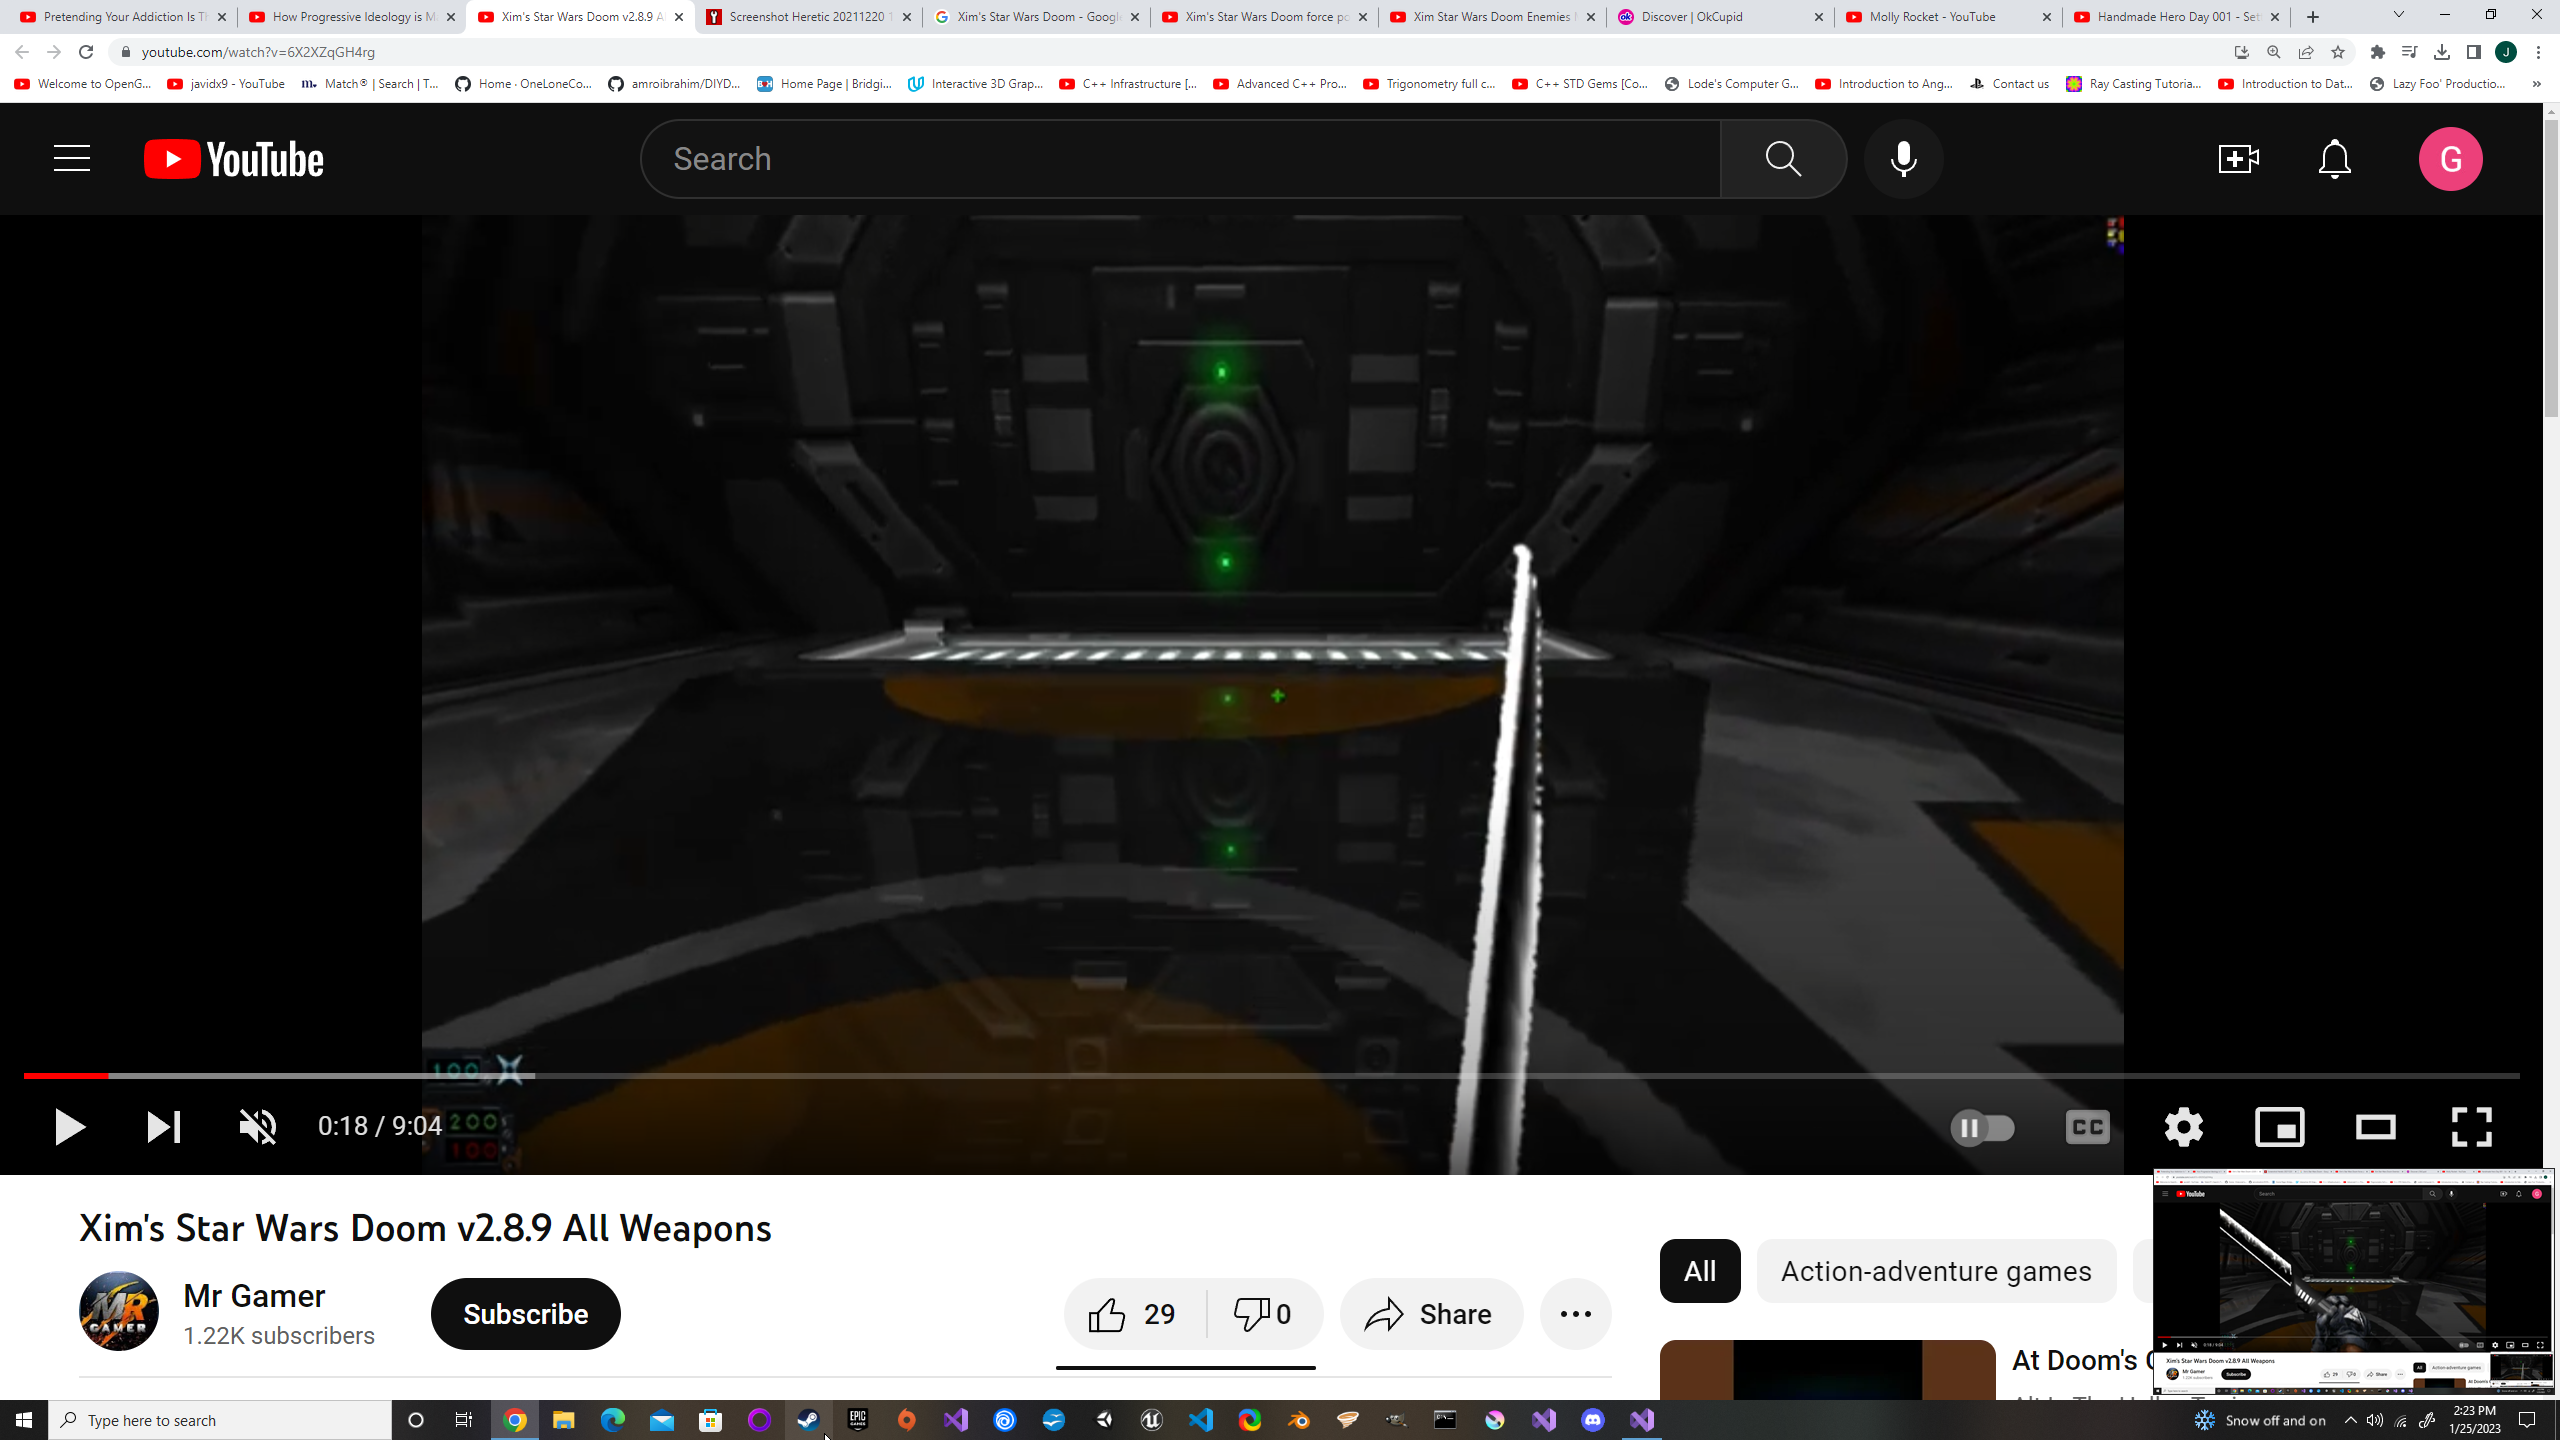 Pretending Your Addiction Is Th
How Progressive Ideology is M
Xim's Star Wars Doom v2.8.9 A
Screenshot Heretic 20211220 1
Xim's Star Wars Doom - Google
Xim's Star Wars Doom force po
Xim Star Wars Doom Enemies
Discover | OkCupid
Molly Rocket - YouTube
Handmade Hero Day 001 - Set
youtube.com/watch?v=6X2XZqGH4rg
J
Welcome to OpenG...
javidx9 - YouTube
Match® | Search | T...
Home · OneLoneCo...
amroibrahim/DIYD...
Home Page | Bridgi...
Interactive 3D Grap...
C++ Infrastructure [...
Advanced C++ Pro...
Trigonometry full c...
C++ STD Gems [Co...
Lode's Computer G...
Introduction to Ang...
Contact us
Ray Casting Tutoria...
Introduction to Dat...
Lazy Foo' Productio...
YouTube
Search
G
100
200
100
0:18 / 9:04
CC
Xim's Star Wars Doom v2.8.9 All Weapons
Mr Gamer
1.22K subscribers
Subscribe
29
0
Share
All
Action-adventure games
At Doom's
Type here to search
Snow off and on
2:23 PM
1/25/2023